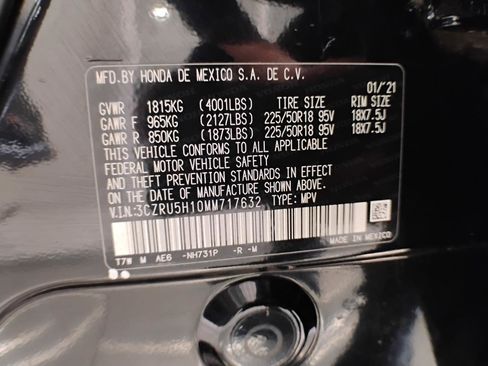 MFD.BY HONDA DE MEXICO S.A. DE C.V.
01/'21
GVWR 1815KG (4001LBS) TIRE SIZE RIM SIZE
GAWR F 965KG (2127LBS) 225/50R18 95V 18X7.5J
GAWR R 850KG (1873LBS) 225/50R18 95V 18X7.5J
THIS VEHICLE CONFORMS TO ALL APPLICABLE
FEDERAL MOTOR VEHICLE SAFETY
AND THEFT PREVENTION STANDARDS IN EFFECT
ON THE DATE OF MANUFACTURE SHOWN ABOVE.
V.I.N.:3CZRU5H10MM717632 TYPE: MPV
T7W M AE6 -NH731P -R -M
MADE IN MEXICO